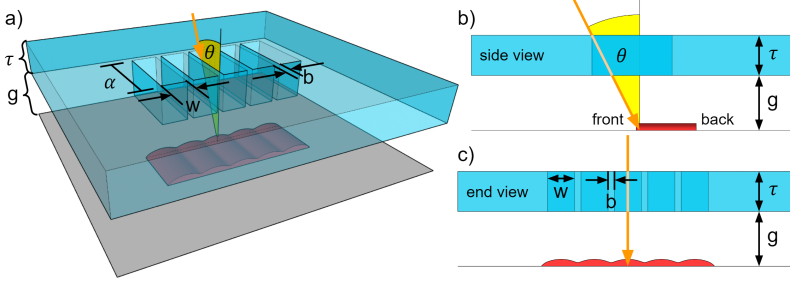 a)
τ
g
α
w
θ
b
b)
side view
θ
τ
g
front
back
c)
end view
w
b
τ
g